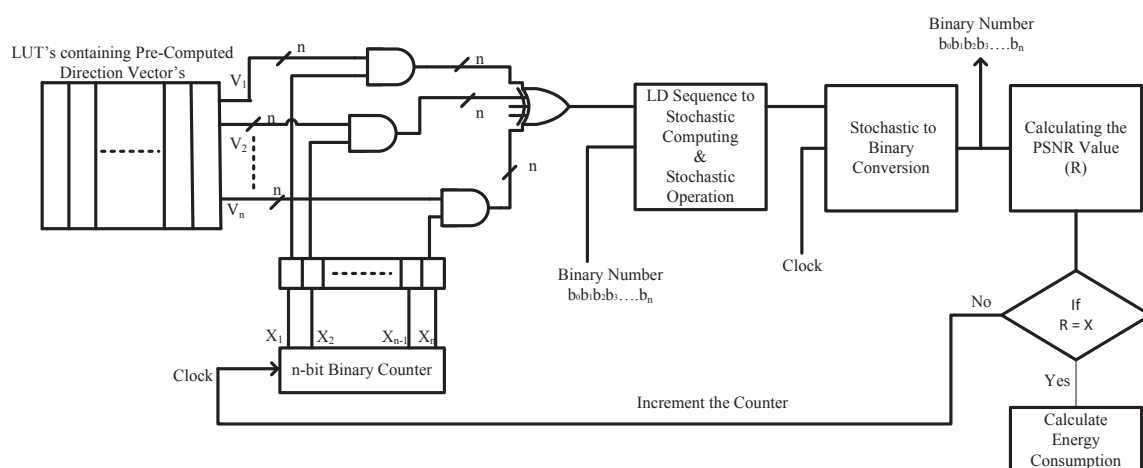 LUT's containing Pre-Computed
Direction Vector's
V₁
n
V₂
n
Vₙ
n
n
n
n
X₁
X₂
Xₙ₋₁
Xₙ
n-bit Binary Counter
Clock
LD Sequence to
Stochastic
Computing
&
Stochastic
Operation
Binary Number
b₀b₁b₂b₃….bₙ
Stochastic to
Binary
Conversion
Clock
Binary Number
b₀b₁b₂b₃….bₙ
Calculating the
PSNR Value
(R)
If
R = X
No
Yes
Increment the Counter
Calculate
Energy
Consumption